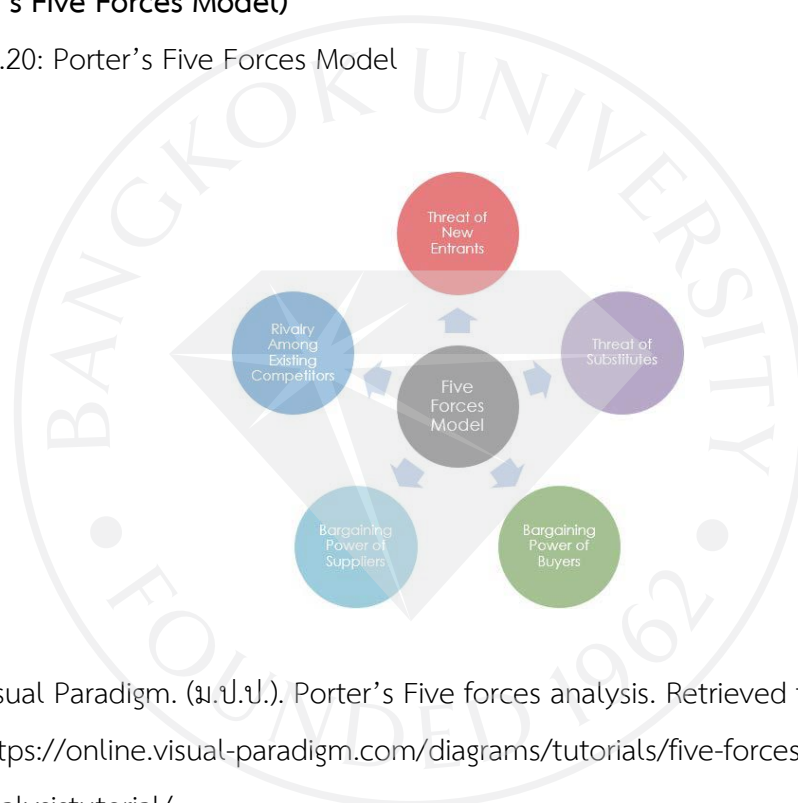 's Five Forces Model)
.20: Porter's Five Forces Model
BANGKOK UNIVERSITY
Threat of
New
Entrants
Rivalry
Among
Existing
Competitors
Threat of
Substitutes
Five
Forces
Model
Bargaining
Power of
Suppliers
Bargaining
Power of
Buyers
FOUNDED 1962
sual Paradigm. (ม.ป.ป.). Porter's Five forces analysis. Retrieved
tps://online.visual-paradigm.com/diagrams/tutorials/five-forces
alysistutorial/